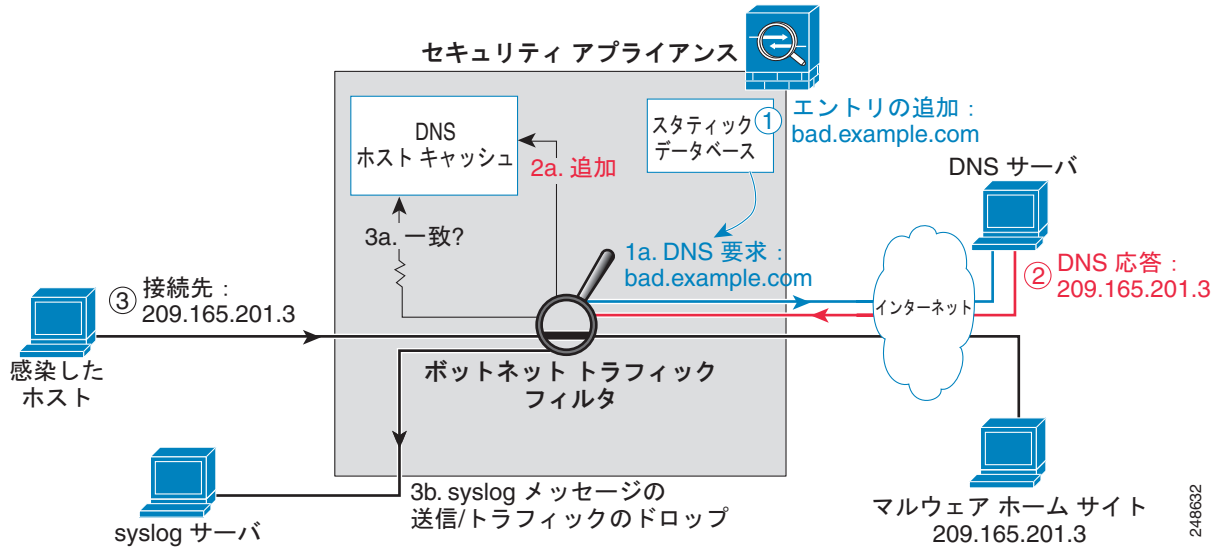 セキュリティ アプライアンス
DNS
ホスト キャッシュ
2a. 追加
スタティック
データベース
1
エントリの追加：
bad.example.com
DNS サーバ
3a. 一致?
1a. DNS 要求：
bad.example.com
2
DNS 応答：
209.165.201.3
インターネット
3
接続先：
209.165.201.3
感染した
ホスト
ボットネット トラフィック
フィルタ
3b. syslog メッセージの
送信/トラフィックのドロップ
syslog サーバ
マルウェア ホーム サイト
209.165.201.3
248632